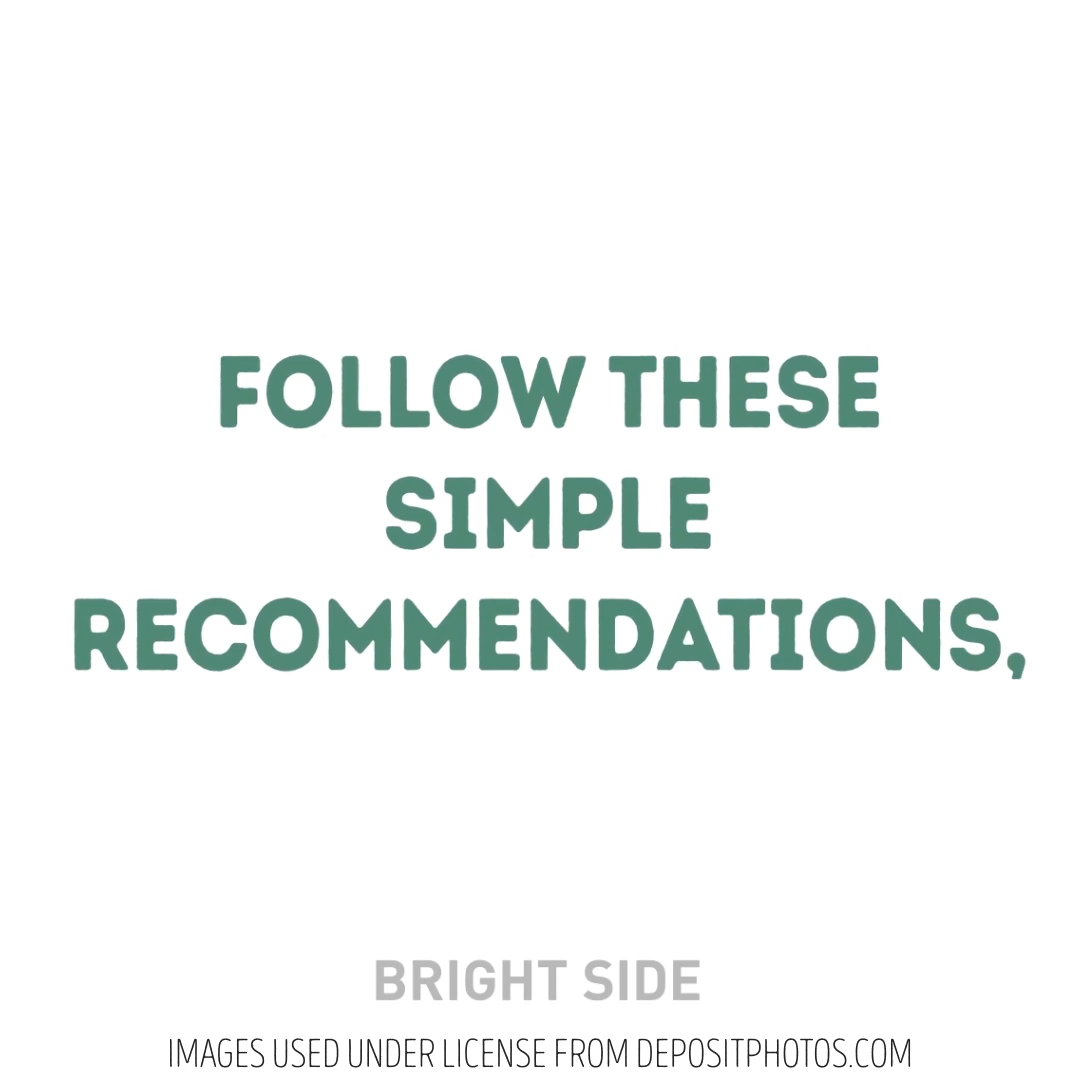 FOLLOW THESE
SIMPLE
RECOMMENDATIONS,
BRIGHT SIDE
IMAGES USED UNDER LICENSE FROM DEPOSITPHOTOS.COM